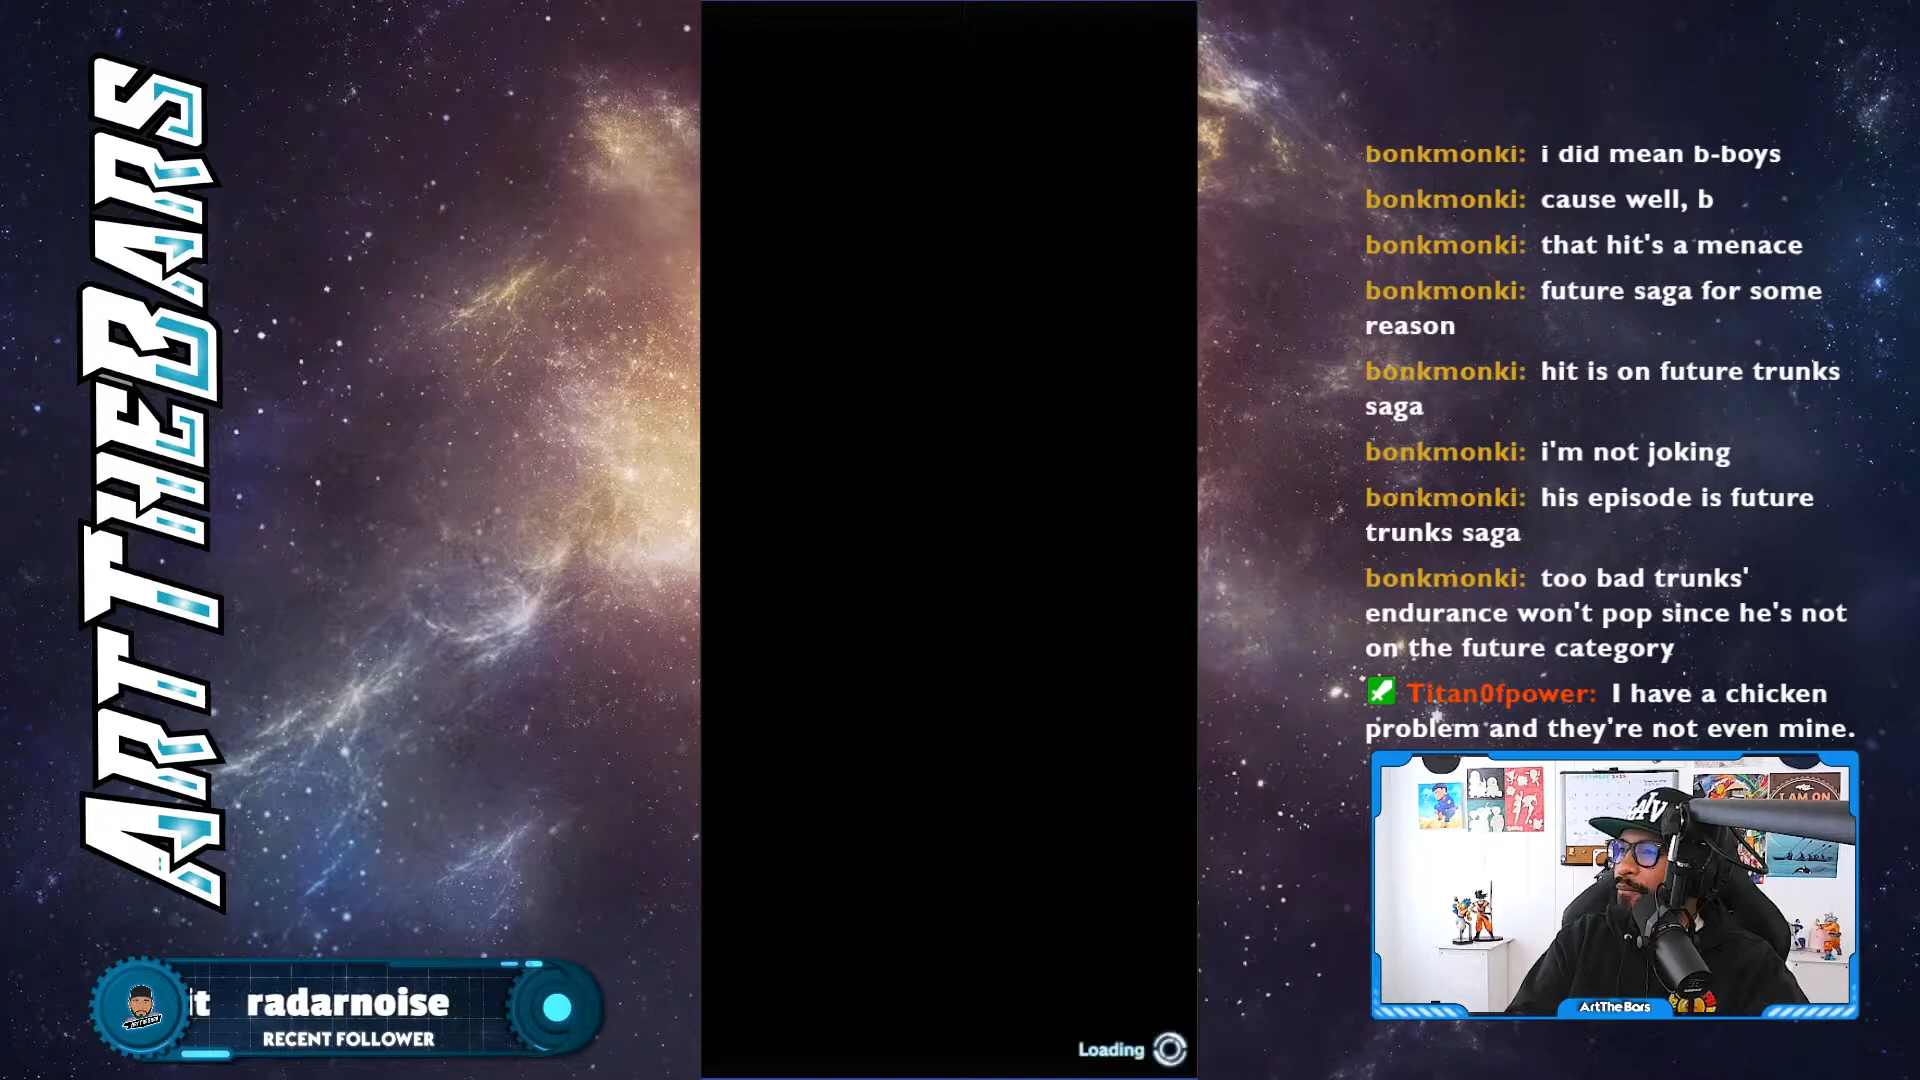 ARTTHEBARS
bonkmonki: i did mean b-boys
bonkmonki: cause well, b
bonkmonki: that hit's a menace
bonkmonki: future saga for some
reason
bonkmonki: hit is on future trunks
saga
bonkmonki: i'm not joking
bonkmonki: his episode is future
trunks saga
bonkmonki: too bad trunks'
endurance won't pop since he's not
on the future category
Titan0fpower: I have a chicken
problem and they're not even mine.
I AM ON
ArtTheBars
it radarnoise
RECENT FOLLOWER
Loading